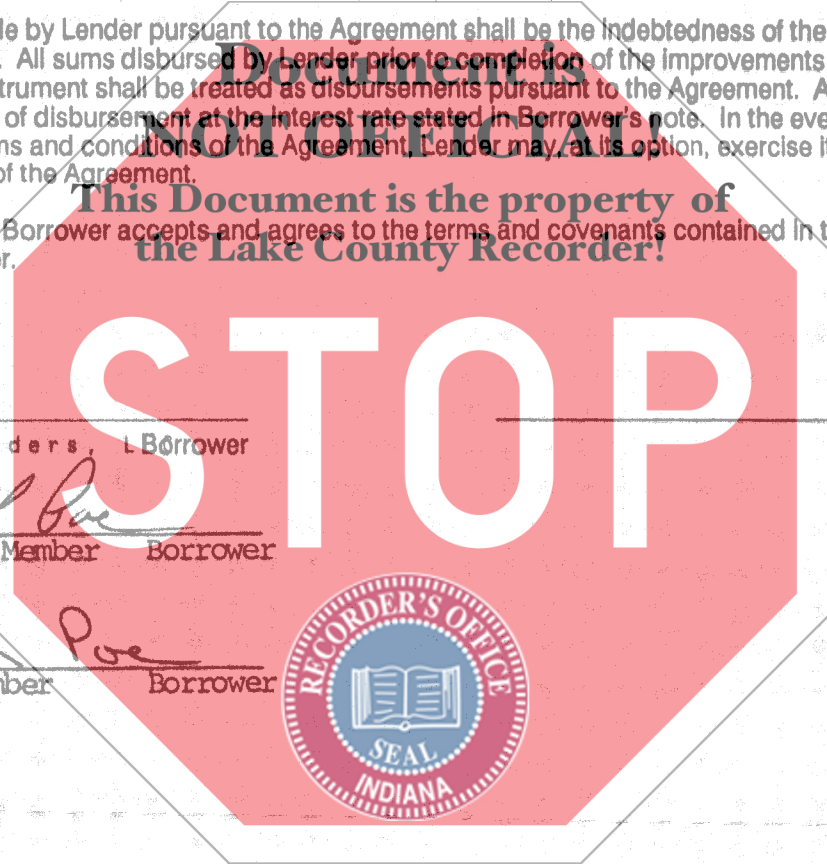 le by Lender pursuant to the Agreement shall be the indebtedness of the
. All sums disbursed by Lender prior to completion of the improvements
trument shall be treated as disbursements pursuant to the Agreement. A
of disbursement at the interest rate stated in Borrower's note. In the eve
ns and conditions of the Agreement, Lender may, at its option, exercise it
of the Agreement.
Borrower accepts and agrees to the terms and covenants contained in t
r.
Document is
NOT OFFICIAL!
This Document is the property of
the Lake County Recorder!
STOP
ders, L Borrower
Poe
Member Borrower
Poe
nber Borrower
RECORDER'S OFFICE
SEAL
INDIANA